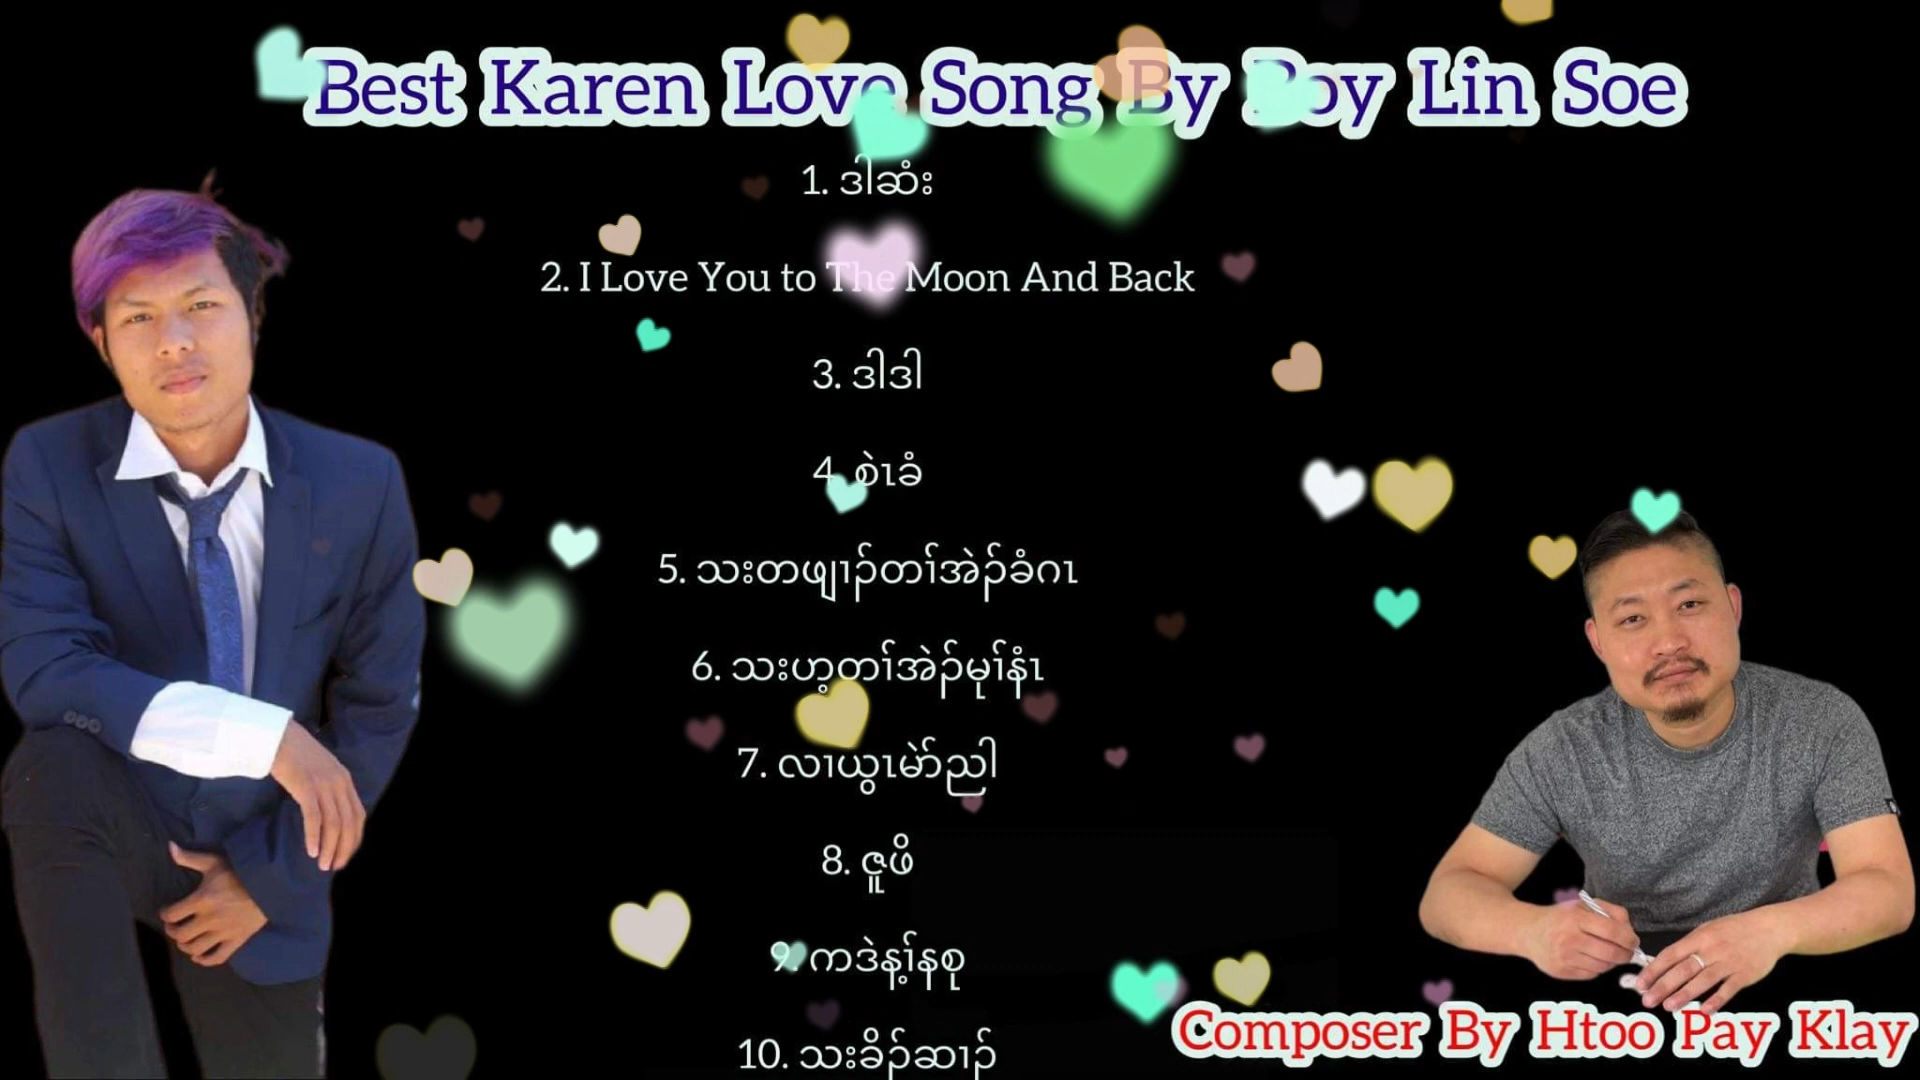 Best Karen Love Song By Boy Lin Soe
1. ဒါဆံး
2. I Love You to The Moon And Back
3. ဒါဒါ
4. စဲၤခံ
5. သးတဖျၢၣ်တၢ်အဲၣ်ခံဂၤ
6. သးဟ့တၢ်အဲၣ်မုၢ်နံၤ
7. လၢယွၤမဲာ်ညါ
8. ဇူဖိ
9. ကဒဲန့ၢ်နစု
10. သးခိၣ်ဆၢၣ်
Composer By Htoo Pay Klay